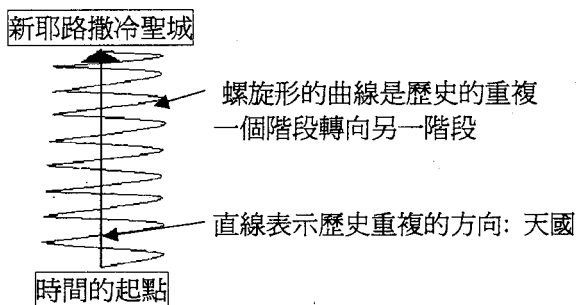 新耶路撒冷聖城
螺旋形的曲線是歷史的重複
一個階段轉向另一階段
直線表示歷史重複的方向: 天國
時間的起點